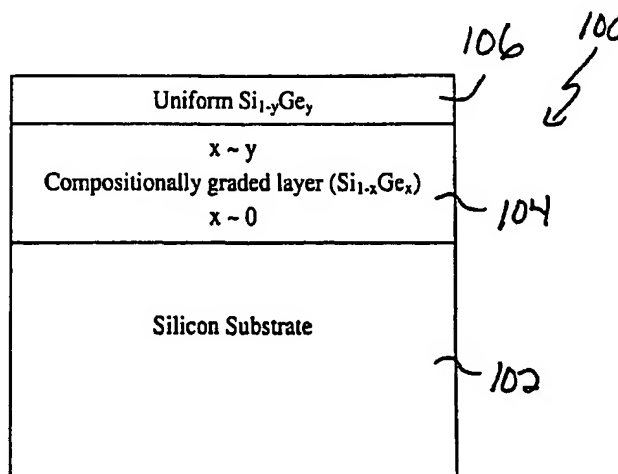 100
106
Uniform Si1-yGey
x ~ y
Compositionally graded layer (Si1-xGex)
104
x ~ 0
Silicon Substrate
102